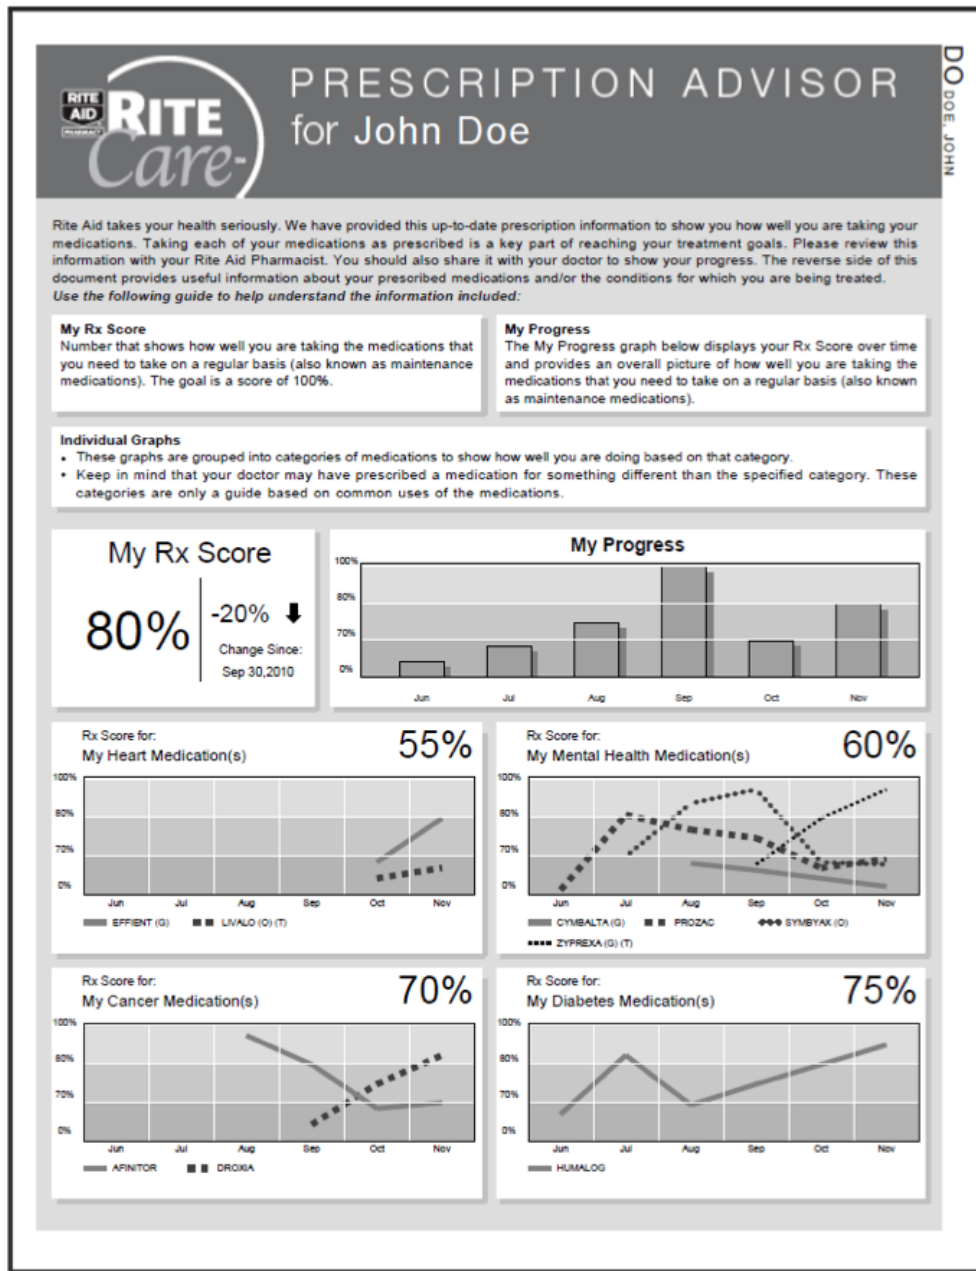 RITE
AID
PHARMACY
RITE
Care
PRESCRIPTION ADVISOR
for John Doe
DO DOE, JOHN
Rite Aid takes your health seriously. We have provided this up-to-date prescription information to show you how well you are taking your
medications. Taking each of your medications as prescribed is a key part of reaching your treatment goals. Please review this
information with your Rite Aid Pharmacist. You should also share it with your doctor to show your progress. The reverse side of this
document provides useful information about your prescribed medications and/or the conditions for which you are being treated.
Use the following guide to help understand the information included:
My Rx Score
Number that shows how well you are taking the medications that
you need to take on a regular basis (also known as maintenance
medications). The goal is a score of 100%.
My Progress
The My Progress graph below displays your Rx Score over time
and provides an overall picture of how well you are taking the
medications that you need to take on a regular basis (also known
as maintenance medications).
Individual Graphs
• These graphs are grouped into categories of medications to show how well you are doing based on that category.
• Keep in mind that your doctor may have prescribed a medication for something different than the specified category. These
categories are only a guide based on common uses of the medications.
My Rx Score
80%
-20%
Change Since:
Sep 30,2010
My Progress
100%
80%
70%
0%
Jun Jul Aug Sep Oct Nov
Rx Score for:
My Heart Medication(s)
55%
100%
80%
70%
0%
Jun Jul Aug Sep Oct Nov
EFFIENT (G) LIVALO (O) (T)
Rx Score for:
My Mental Health Medication(s)
60%
100%
80%
70%
0%
Jun Jul Aug Sep Oct Nov
CYMBALTA (G) PROZAC SYMBYAX (O)
ZYPREXA (G) (T)
Rx Score for:
My Cancer Medication(s)
70%
100%
80%
70%
0%
Jun Jul Aug Sep Oct Nov
AFINITOR DROXIA
Rx Score for:
My Diabetes Medication(s)
75%
100%
80%
70%
0%
Jun Jul Aug Sep Oct Nov
HUMALOG